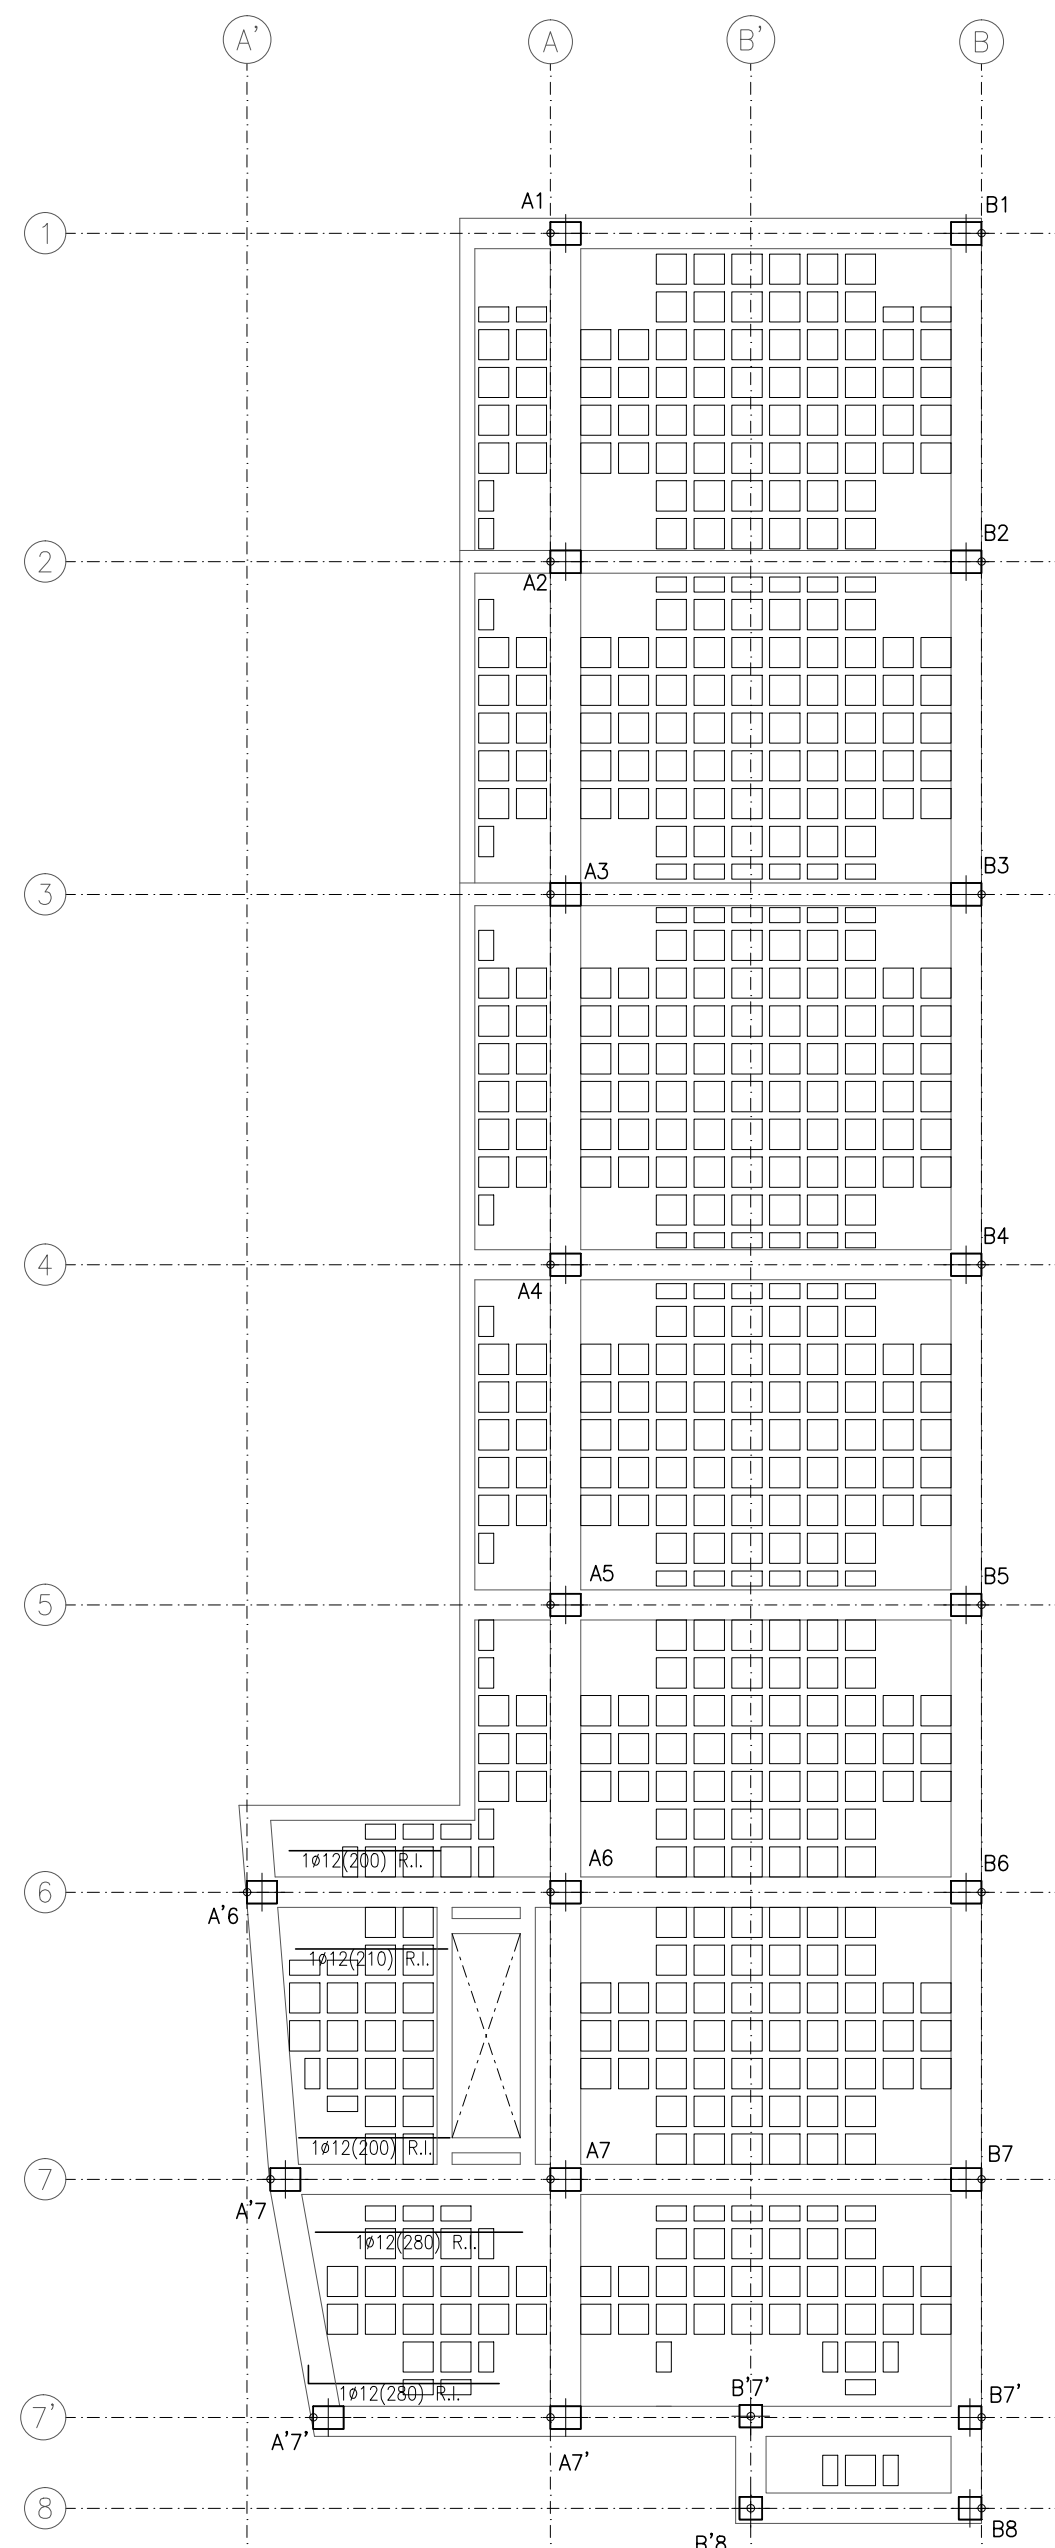 A' A B' B
A1 B1
1
B2
2
A2
A3 B3
3
B4
4
A4
A5 B5
5
A6 B6
1ø12(200) R.I.
6
A'6
1ø12(210) R.I.
1ø12(200) R.I.
A7 B7
7
A'7
1ø12(280) R.I.
1ø12(280) R.I.
B'7' B7'
7'
A'7' A7'
8
B'8 B8